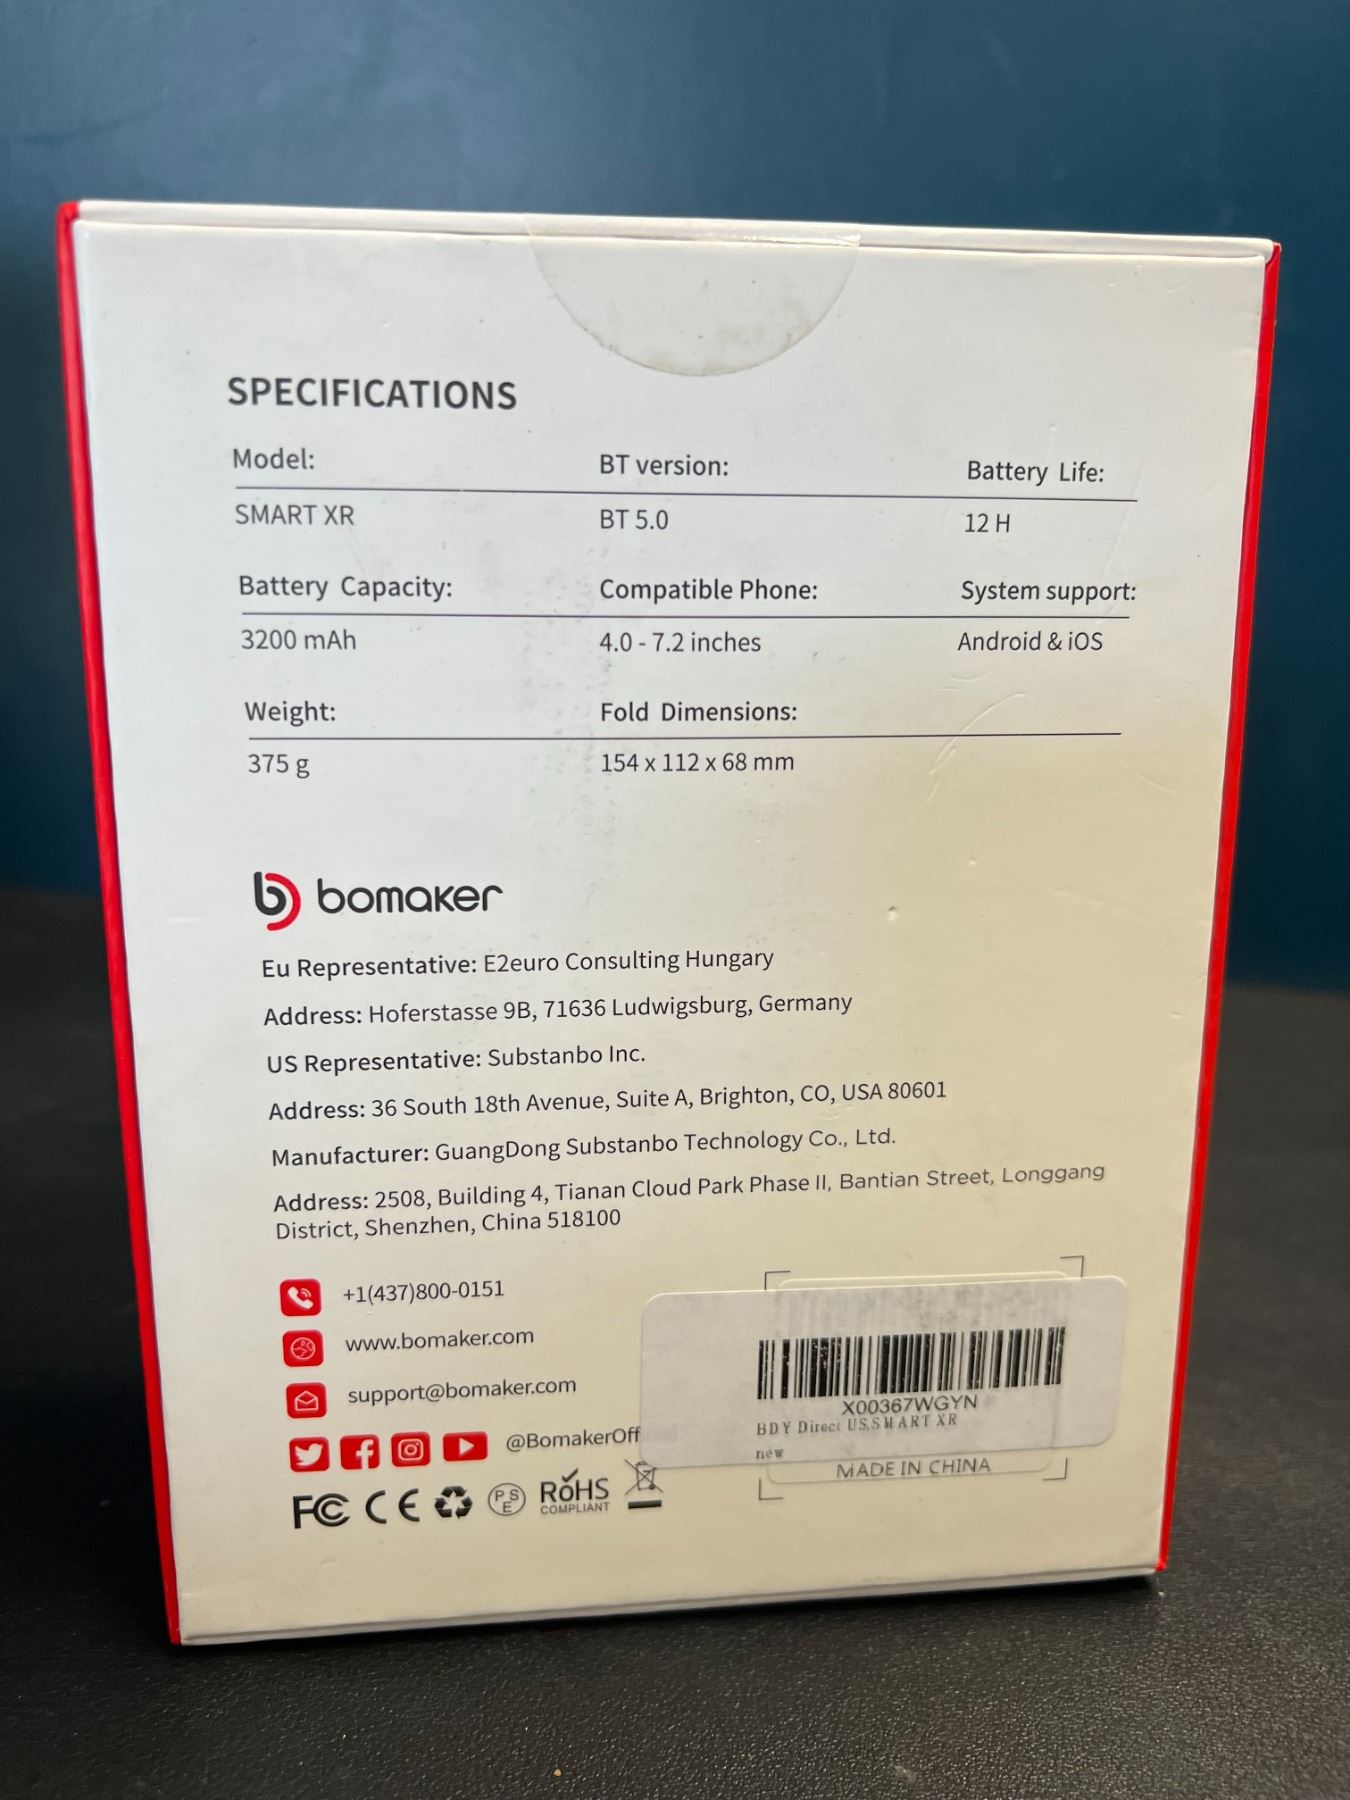 SPECIFICATIONS
Model: BT version: Battery Life:
SMART XR BT 5.0 12 H
Battery Capacity: Compatible Phone: System support:
3200 mAh 4.0 - 7.2 inches Android & iOS
Weight: Fold Dimensions:
375 g 154 x 112 x 68 mm
bomaker
Eu Representative: E2euro Consulting Hungary
Address: Hoferstasse 9B, 71636 Ludwigsburg, Germany
US Representative: Substanbo Inc.
Address: 36 South 18th Avenue, Suite A, Brighton, CO, USA 80601
Manufacturer: GuangDong Substanbo Technology Co., Ltd.
Address: 2508, Building 4, Tianan Cloud Park Phase II, Bantian Street, Longgang
District, Shenzhen, China 518100
+1(437)800-0151
www.bomaker.com
support@bomaker.com
@BomakerOff
FC CE PSE RoHS
COMPLIANT
X00367WGYN
BDY Direct US,SMART XR
new
MADE IN CHINA